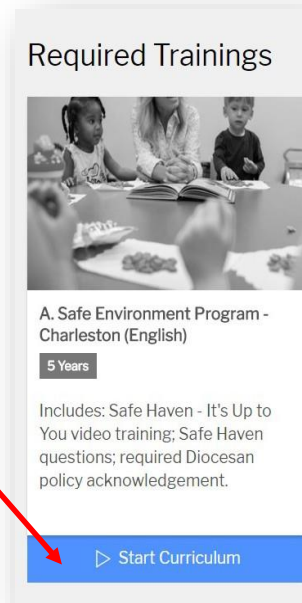 Required Trainings
A. Safe Environment Program -
Charleston (English)
5 Years
Includes: Safe Haven - It's Up to
You video training; Safe Haven
questions; required Diocesan
policy acknowledgement.
Start Curriculum